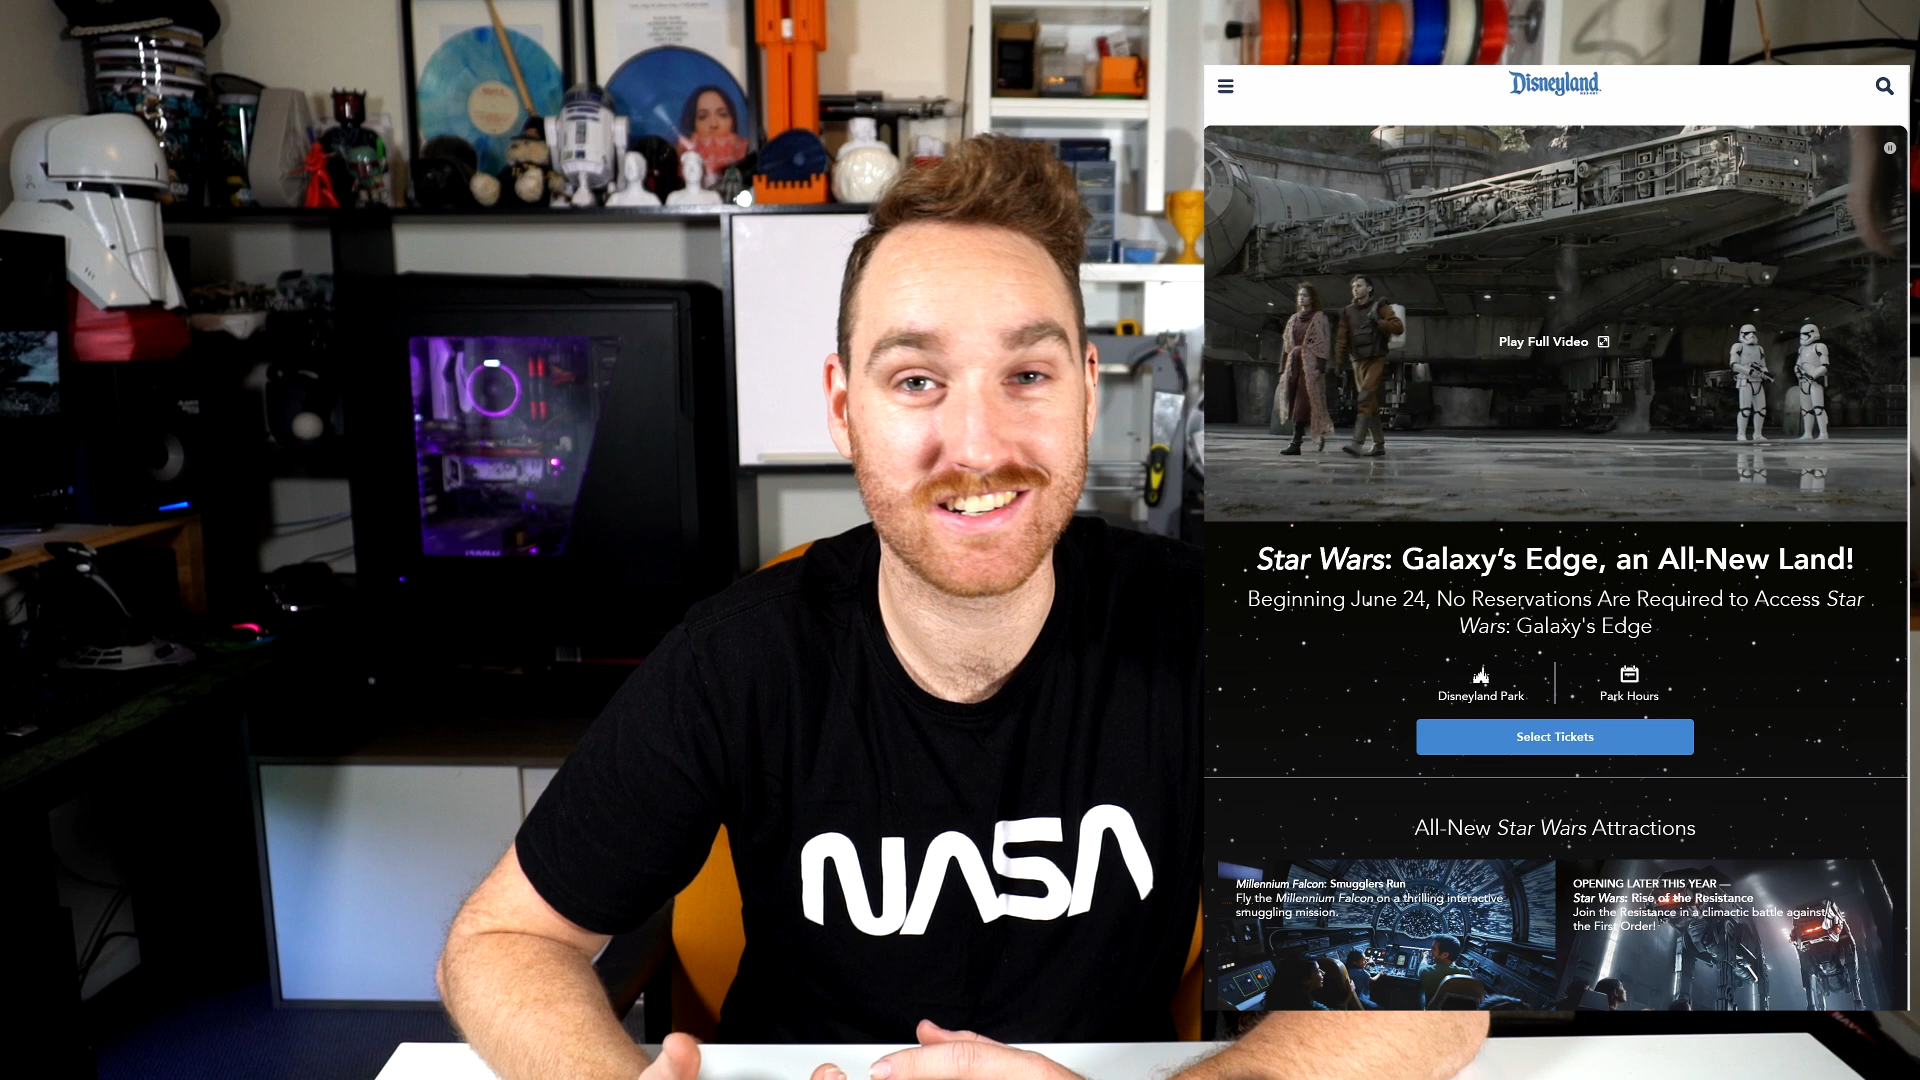 Disneyland
Play Full Video
Star Wars: Galaxy's Edge, an All-New Land!
Beginning June 24, No Reservations Are Required to Access Star
Wars: Galaxy's Edge
Disneyland Park
Park Hours
Select Tickets
All-New Star Wars Attractions
Millennium Falcon: Smugglers Run
Fly the Millennium Falcon on a thrilling interactive
smuggling mission.
OPENING LATER THIS YEAR —
Star Wars: Rise of the Resistance
Join the Resistance in a climactic battle against
the First Order!
NASA